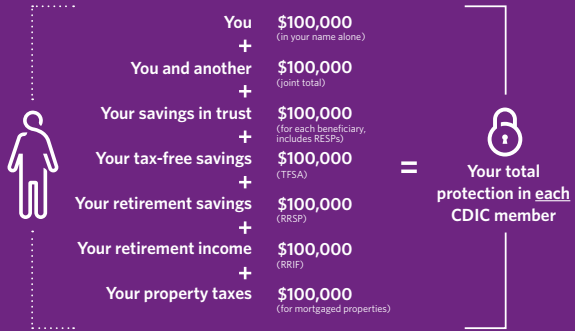 You $100,000
(in your name alone)
+
You and another $100,000
(joint total)
+
Your savings in trust $100,000
(for each beneficiary,
includes RESPs)
+
Your tax-free savings $100,000
(TFSA)
+
Your retirement savings $100,000
(RRSP)
+
Your retirement income $100,000
(RRIF)
+
Your property taxes $100,000
(for mortgaged properties)
=
Your total
protection in each
CDIC member